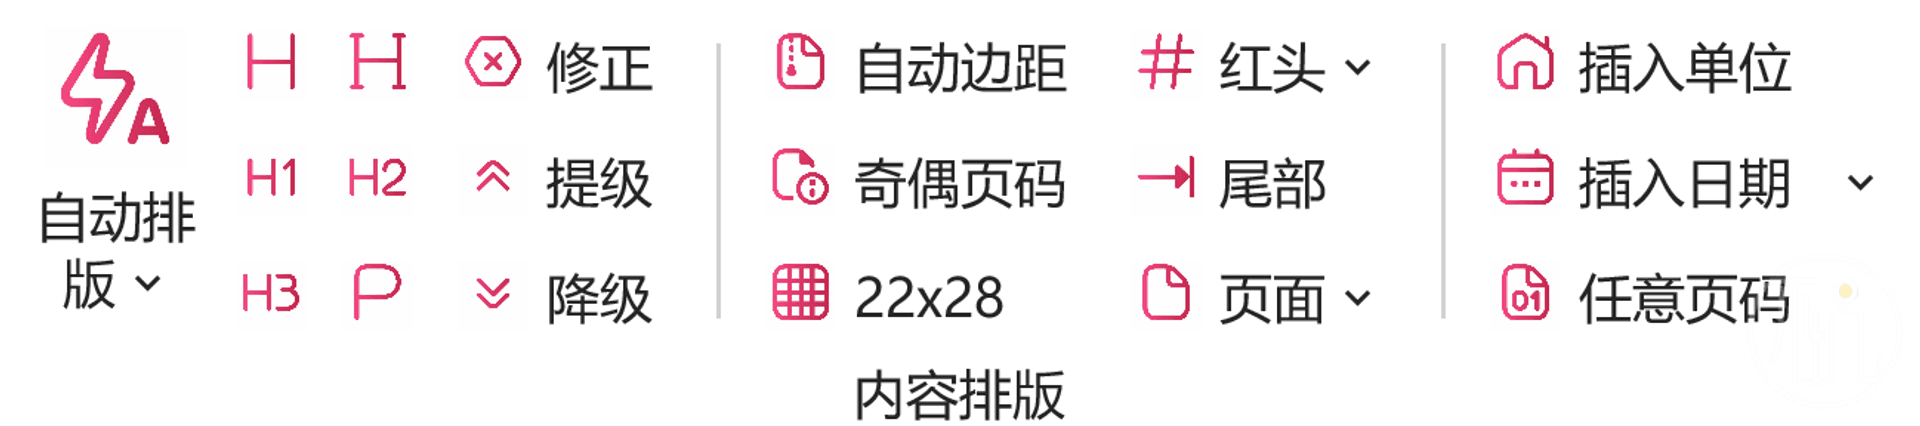 A
自动排
版
H
H
修正
H1
H2
提级
H3
P
降级
自动边距
红头
奇偶页码
尾部
22x28
页面
插入单位
插入日期
01
任意页码
内容排版